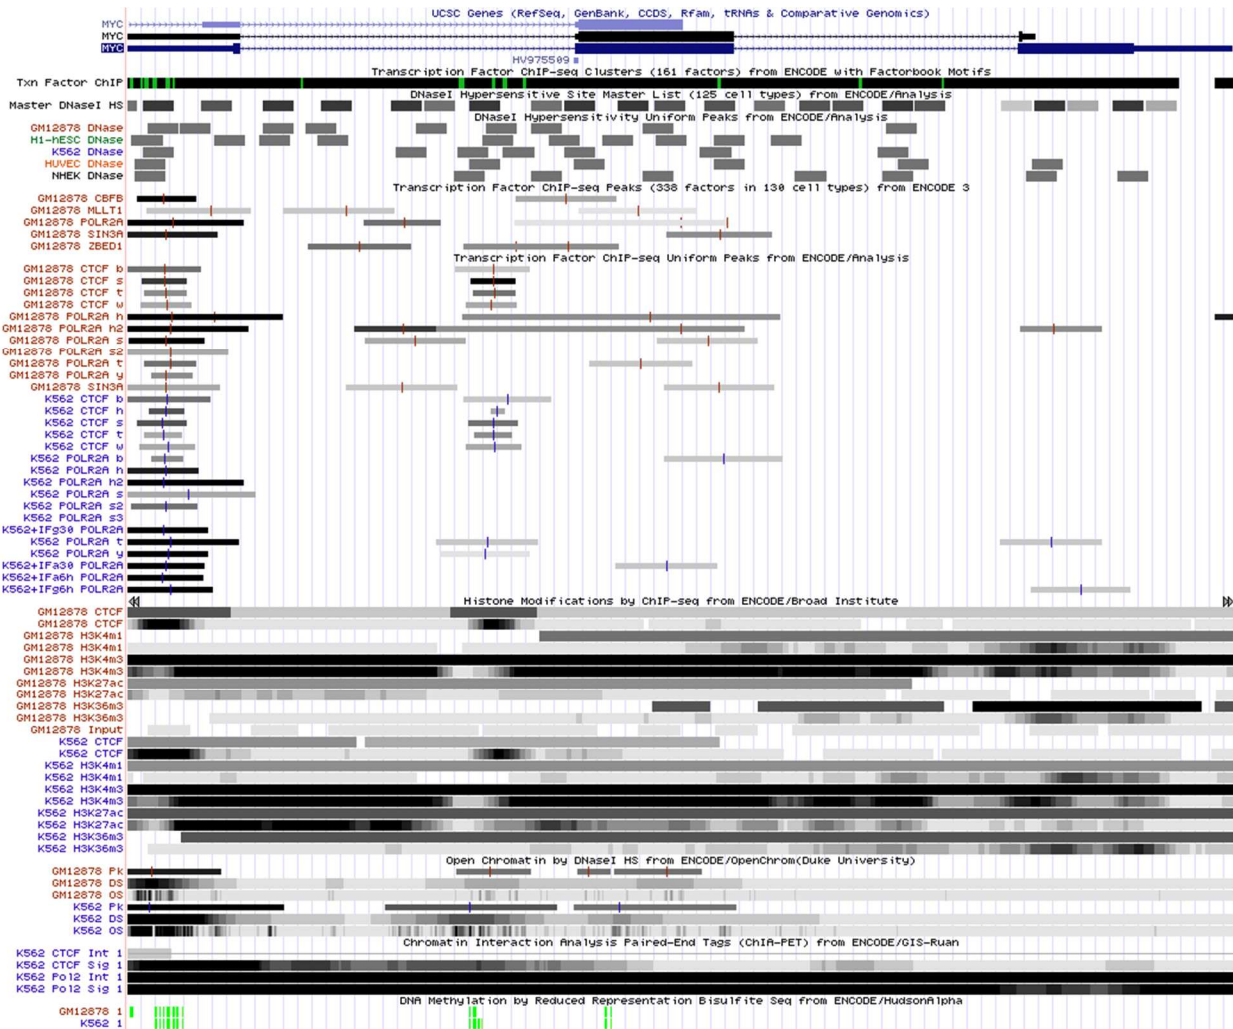 UCSC Genes (RefSeq, GenBank, CCDS, Rfam, tRNAs & Comparative Genomics)
MYC
MYC
MYC
HV975509
Transcription Factor ChIP-seq Clusters (161 factors) from ENCODE with Factorbook Motifs
Txn Factor ChIP
DNaseI Hypersensitive Site Master List (125 cell types) from ENCODE/Analysis
Master DNaseI HS
DNaseI Hypersensitivity Uniform Peaks from ENCODE/Analysis
GM12878 DNase
H1-hESC DNase
K562 DNase
HUVEC DNase
NHEK DNase
Transcription Factor ChIP-seq Peaks (338 factors in 130 cell types) from ENCODE 3
GM12878 CBFB
GM12878 MLLT1
GM12878 POLR2A
GM12878 SIN3A
GM12878 ZBED1
Transcription Factor ChIP-seq Uniform Peaks from ENCODE/Analysis
GM12878 CTCF b
GM12878 CTCF s
GM12878 CTCF t
GM12878 CTCF w
GM12878 POLR2A h
GM12878 POLR2A h2
GM12878 POLR2A s
GM12878 POLR2A s2
GM12878 POLR2A t
GM12878 POLR2A y
GM12878 SIN3A
K562 CTCF b
K562 CTCF h
K562 CTCF s
K562 CTCF t
K562 CTCF w
K562 POLR2A b
K562 POLR2A h
K562 POLR2A h2
K562 POLR2A s
K562 POLR2A s2
K562 POLR2A s3
K562+IFg30 POLR2A
K562 POLR2A t
K562 POLR2A y
K562+IFa30 POLR2A
K562+IFa6h POLR2A
K562+IFg6h POLR2A
Histone Modifications by ChIP-seq from ENCODE/Broad Institute
GM12878 CTCF
GM12878 CTCF
GM12878 H3K4m1
GM12878 H3K4m1
GM12878 H3K4m3
GM12878 H3K4m3
GM12878 H3K27ac
GM12878 H3K27ac
GM12878 H3K36m3
GM12878 H3K36m3
GM12878 Input
K562 CTCF
K562 CTCF
K562 H3K4m1
K562 H3K4m1
K562 H3K4m3
K562 H3K4m3
K562 H3K27ac
K562 H3K27ac
K562 H3K36m3
K562 H3K36m3
Open Chromatin by DNaseI HS from ENCODE/OpenChrom(Duke University)
GM12878 Pk
GM12878 DS
GM12878 OS
K562 Pk
K562 DS
K562 OS
Chromatin Interaction Analysis Paired-End Tags (ChIA-PET) from ENCODE/GIS-Ruan
K562 CTCF Int 1
K562 CTCF Sig 1
K562 Pol2 Int 1
K562 Pol2 Sig 1
DNA Methylation by Reduced Representation Bisulfite Seq from ENCODE/HudsonAlpha
GM12878 1
K562 1